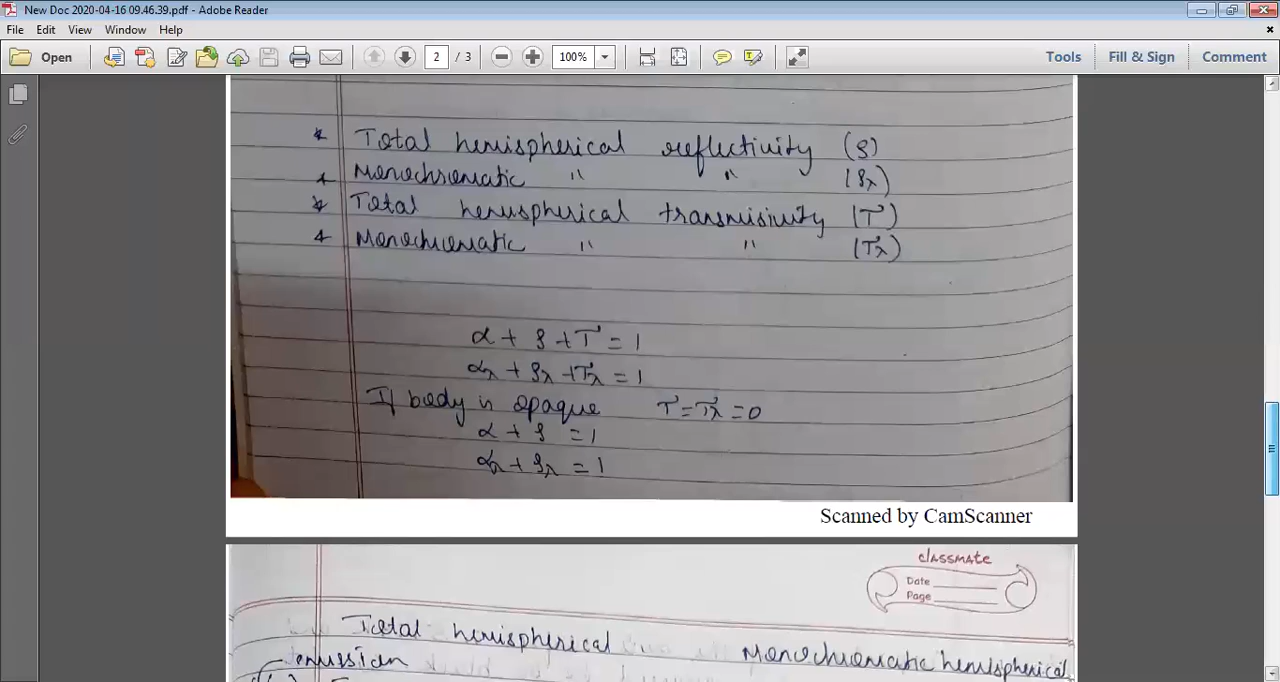 New Doc 2020-04-16 09.46.39.pdf - Adobe Reader
File Edit View Window Help
Open 2 / 3 100% Tools Fill & Sign Comment
* Total hemispherical reflectivity (ρ)
* Monochromatic " " (ρλ)
* Total hemispherical transmisivity (τ)
* Monochromatic " " (τλ)
α + ρ + τ = 1
αλ + ρλ + τλ = 1
If body is opaque τ = τλ = 0
α + ρ = 1
αλ + ρλ = 1
Scanned by CamScanner
classmate
Date
Page
Total hemispherical Monochromatic hemispherical
emission